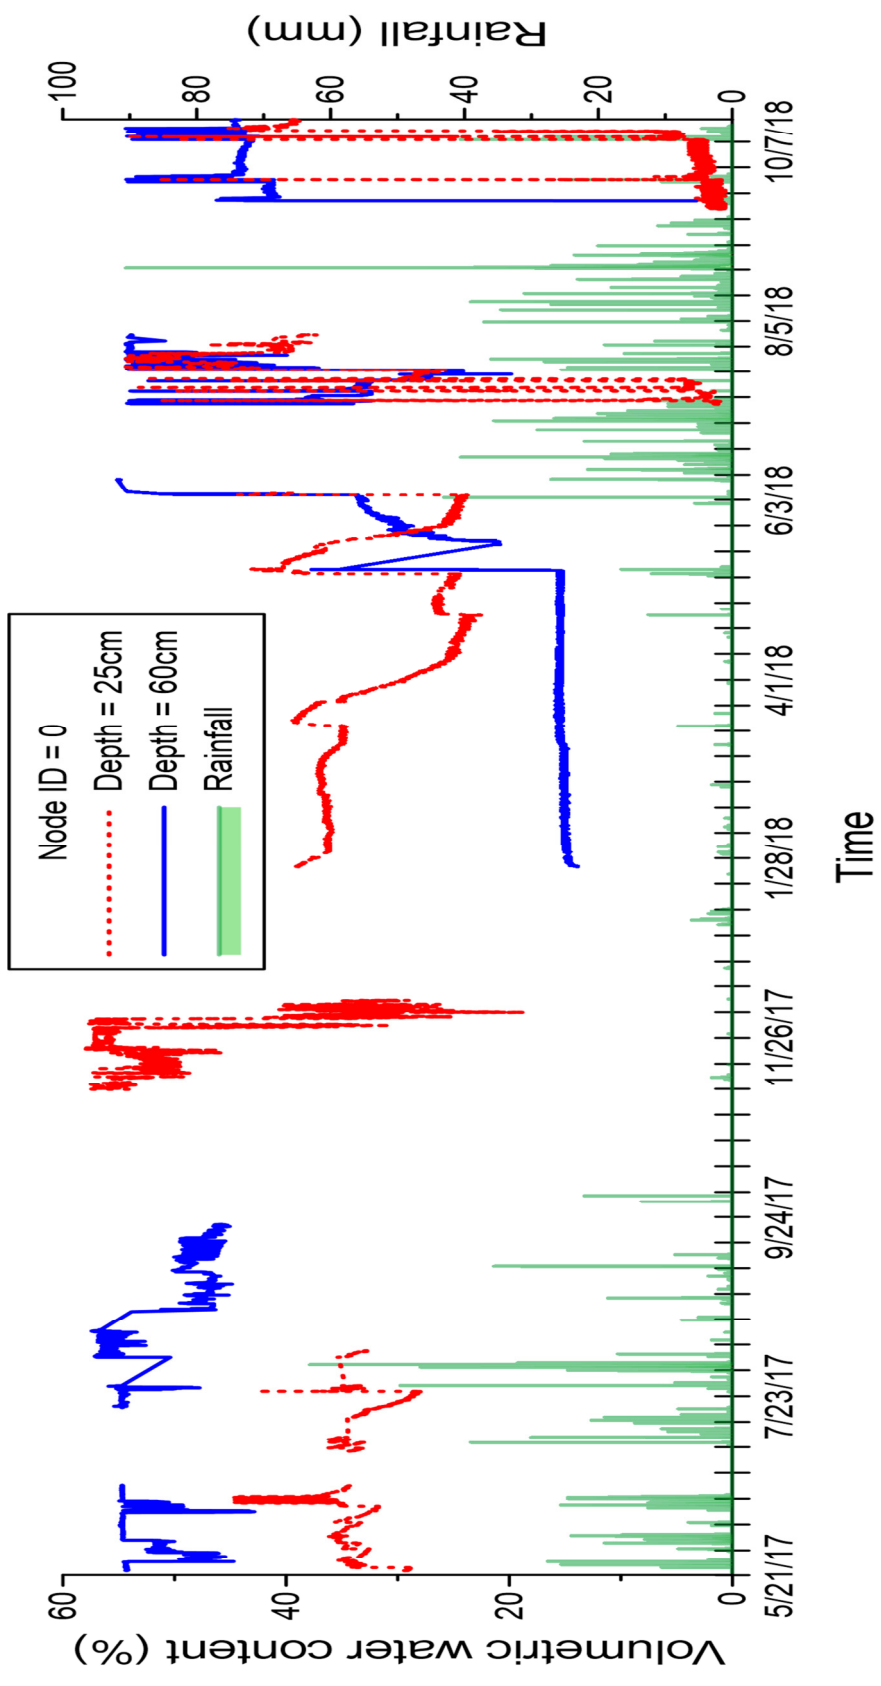 Node ID = 0
Depth = 25cm
Depth = 60cm
Rainfall
Volumetric water content (%)
60
40
20
0
Rainfall (mm)
100
80
60
40
20
0
5/21/17
7/23/17
9/24/17
11/26/17
1/28/18
4/1/18
6/3/18
8/5/18
10/7/18
Time